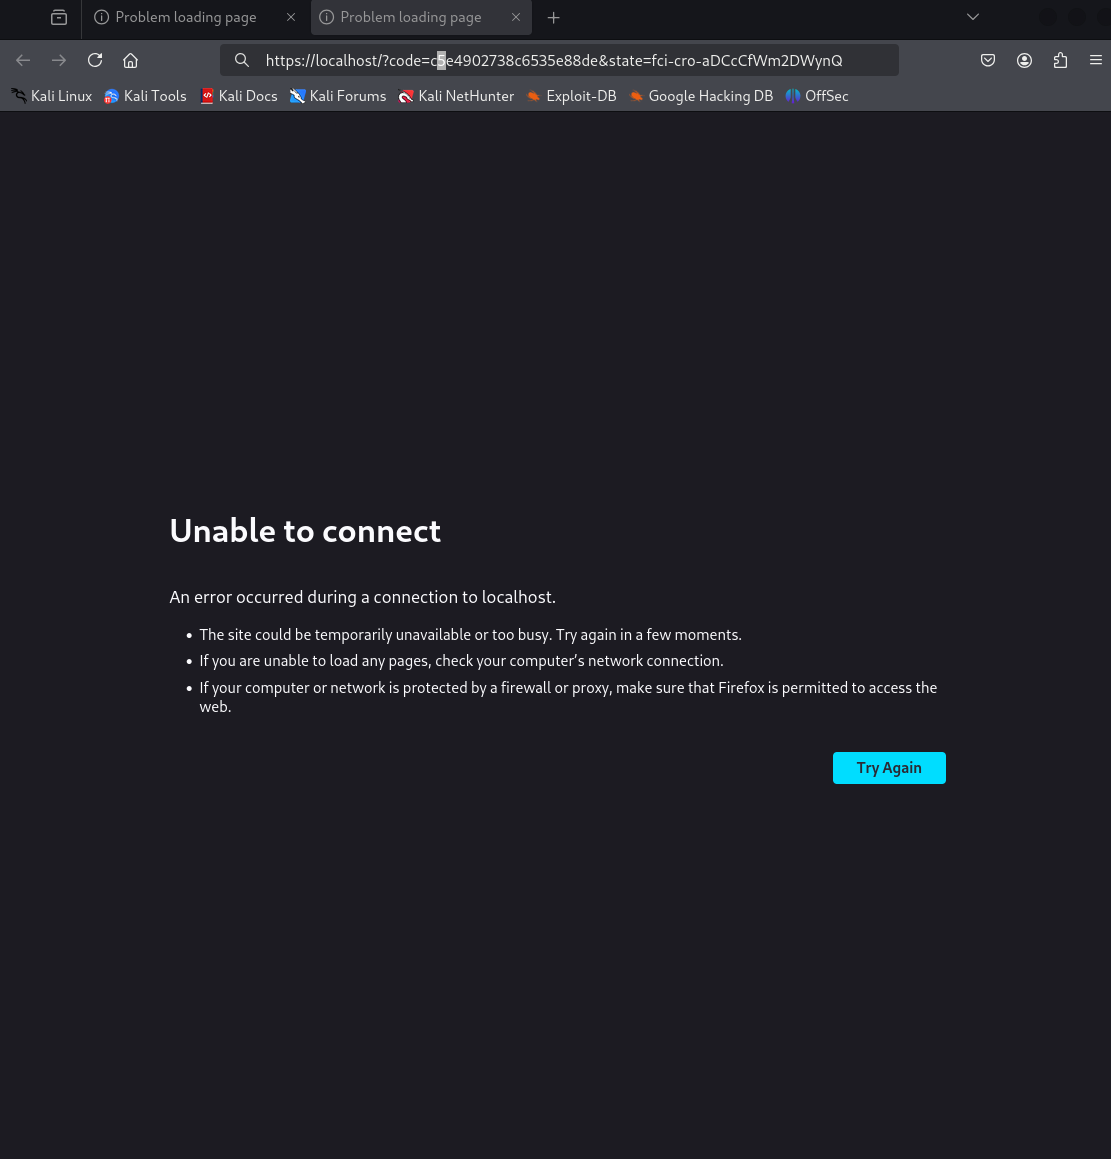 Problem loading page
Problem loading page
https://localhost/?code=c5e4902738c6535e88de&state=fci-cro-aDCcCfWm2DWynQ
Kali Linux Kali Tools Kali Docs Kali Forums Kali NetHunter Exploit-DB Google Hacking DB OffSec
Unable to connect
An error occurred during a connection to localhost.
• The site could be temporarily unavailable or too busy. Try again in a few moments.
• If you are unable to load any pages, check your computer’s network connection.
• If your computer or network is protected by a firewall or proxy, make sure that Firefox is permitted to access the
web.
Try Again